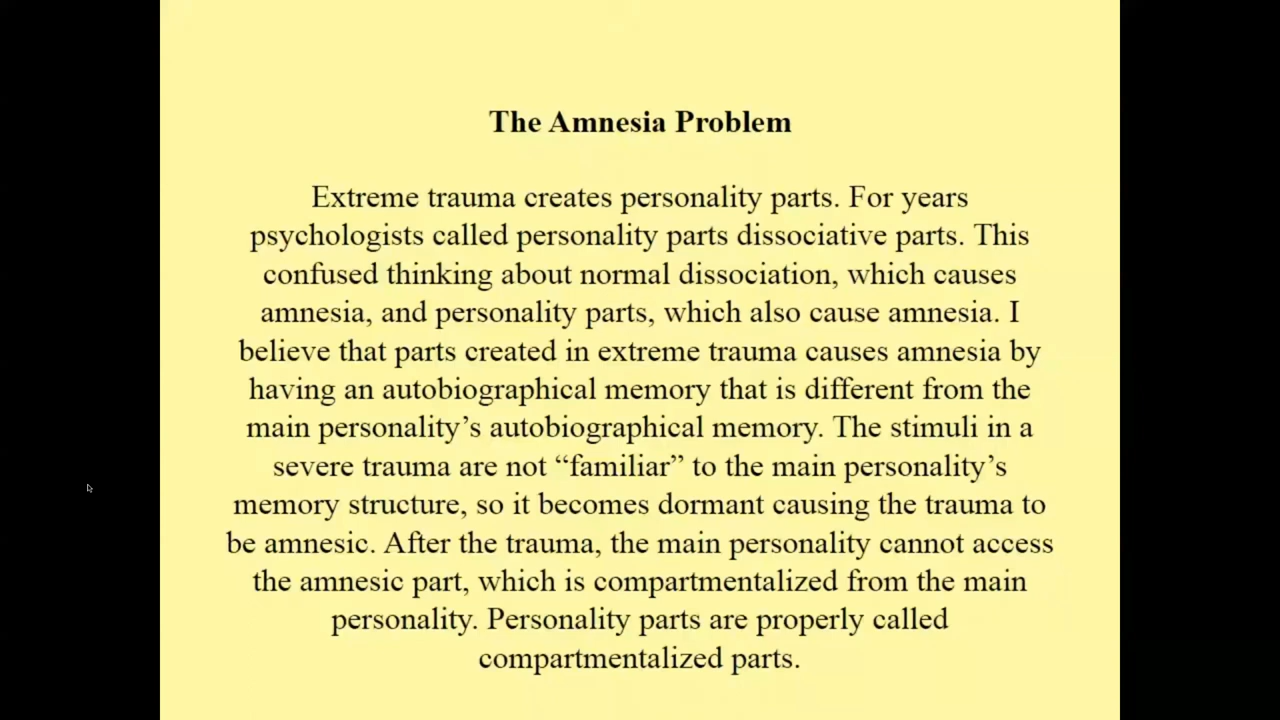 The Amnesia Problem
Extreme trauma creates personality parts. For years
psychologists called personality parts dissociative parts. This
confused thinking about normal dissociation, which causes
amnesia, and personality parts, which also cause amnesia. I
believe that parts created in extreme trauma causes amnesia by
having an autobiographical memory that is different from the
main personality’s autobiographical memory. The stimuli in a
severe trauma are not “familiar” to the main personality’s
memory structure, so it becomes dormant causing the trauma to
be amnesic. After the trauma, the main personality cannot access
the amnesic part, which is compartmentalized from the main
personality. Personality parts are properly called
compartmentalized parts.